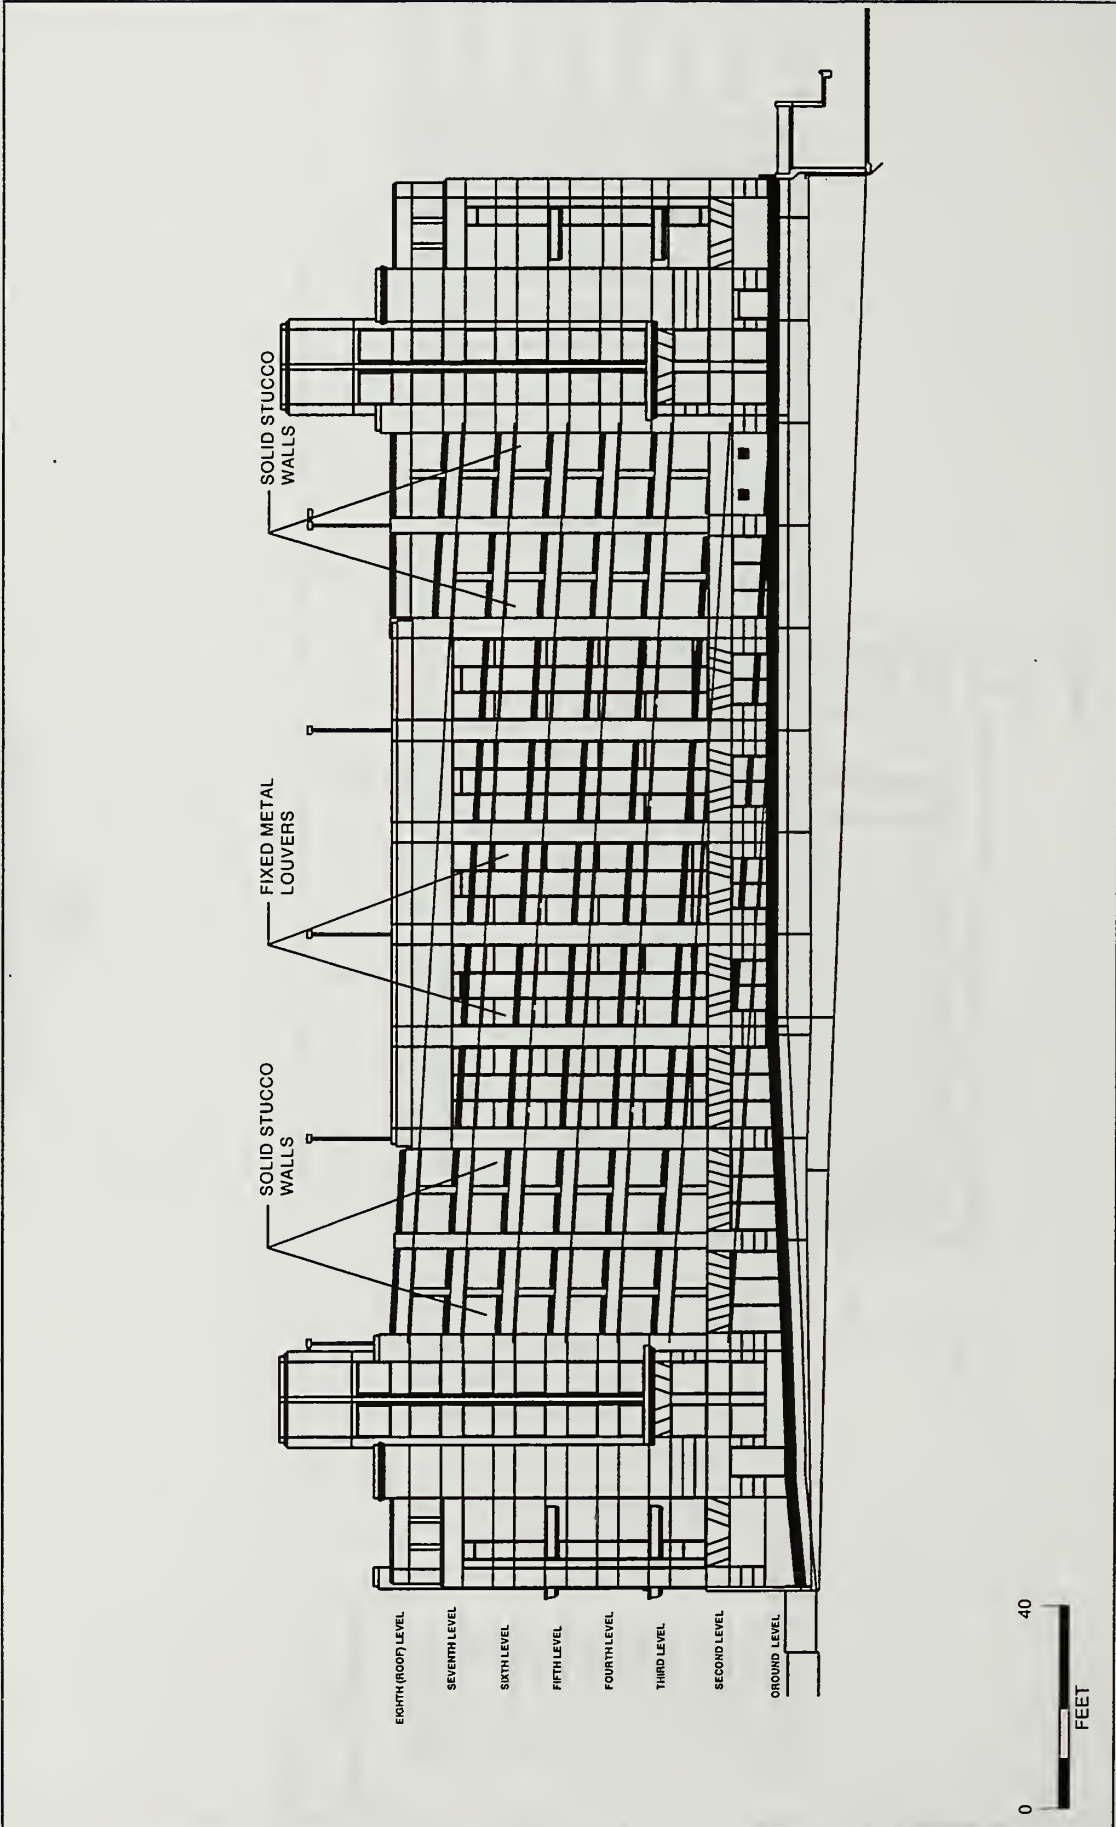 SOLID STUCCO
WALLS
FIXED METAL
LOUVERS
SOLID STUCCO
WALLS
EIGHTH (ROOF) LEVEL
SEVENTH LEVEL
SIXTH LEVEL
FIFTH LEVEL
FOURTH LEVEL
THIRD LEVEL
SECOND LEVEL
GROUND LEVEL
0 40
FEET